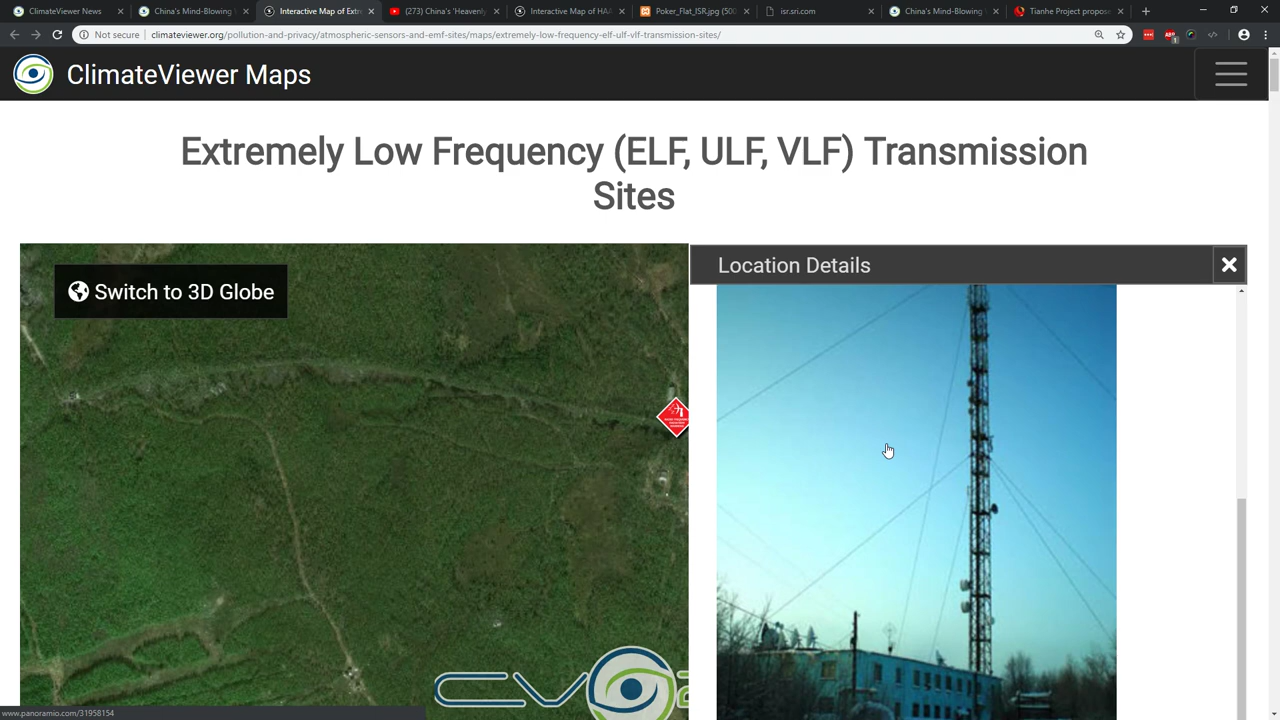 ClimateViewer News
China's Mind-Blowing
Interactive Map of Extr
(273) China's 'Heavenly
Interactive Map of HAA
Poker_Flat_ISR.jpg (500
isr.sri.com
China's Mind-Blowing
Tianhe Project propose
Not secure
climateviewer.org/pollution-and-privacy/atmospheric-sensors-and-emf-sites/maps/extremely-low-frequency-elf-ulf-vlf-transmission-sites/
ClimateViewer Maps
Extremely Low Frequency (ELF, ULF, VLF) Transmission
Sites
Switch to 3D Globe
Location Details
www.panoramio.com/31958154